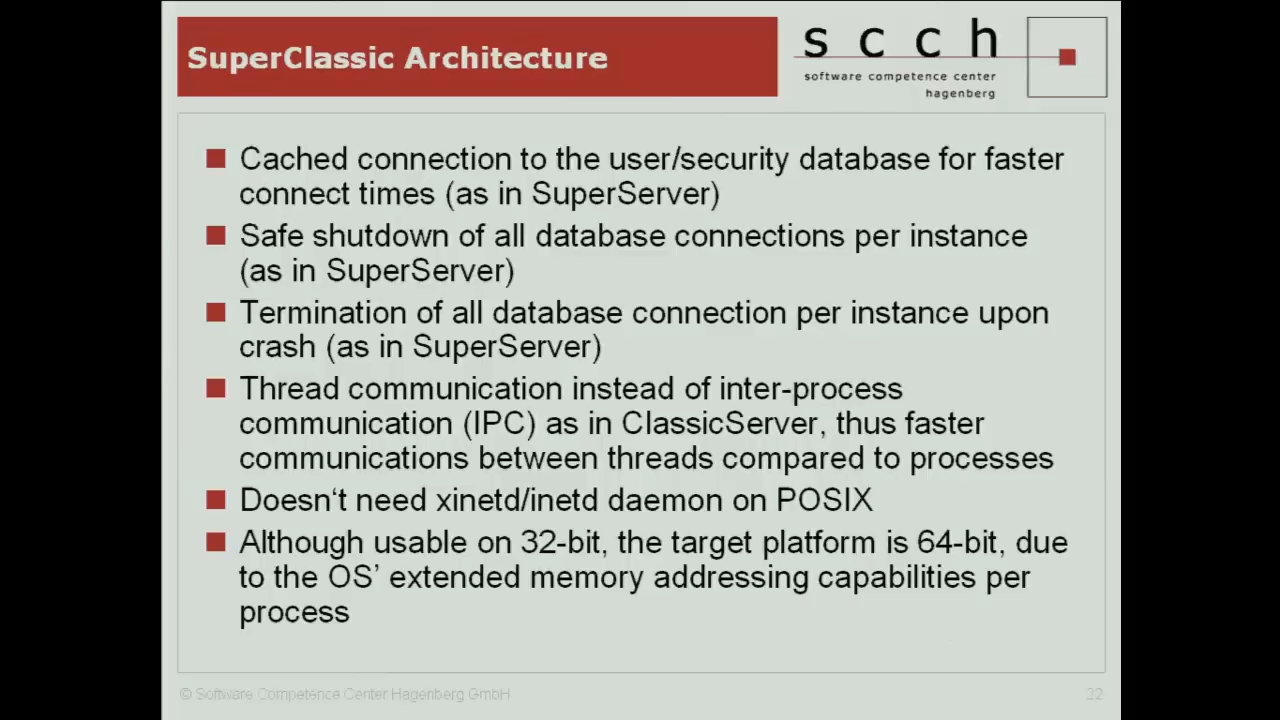 SuperClassic Architecture
s c c h
software competence center
hagenberg
Cached connection to the user/security database for faster
connect times (as in SuperServer)
Safe shutdown of all database connections per instance
(as in SuperServer)
Termination of all database connection per instance upon
crash (as in SuperServer)
Thread communication instead of inter-process
communication (IPC) as in ClassicServer, thus faster
communications between threads compared to processes
Doesn‘t need xinetd/inetd daemon on POSIX
Although usable on 32-bit, the target platform is 64-bit, due
to the OS’ extended memory addressing capabilities per
process
© Software Competence Center Hagenberg GmbH
22